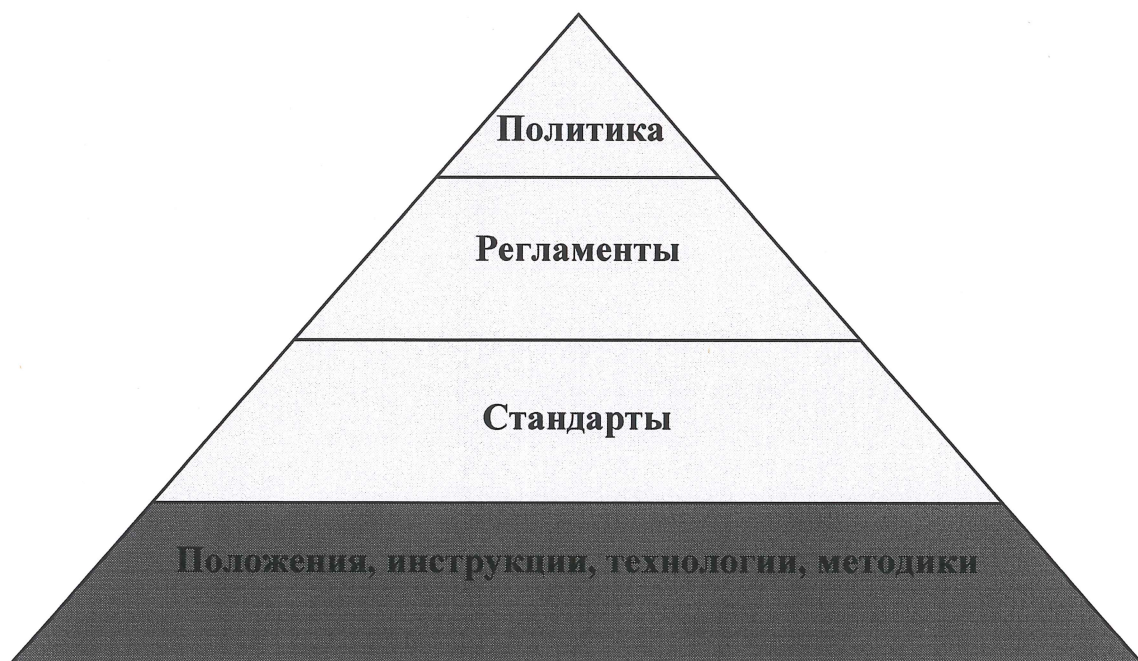 Политика
Регламенты
Стандарты
Положения, инструкции, технологии, методики